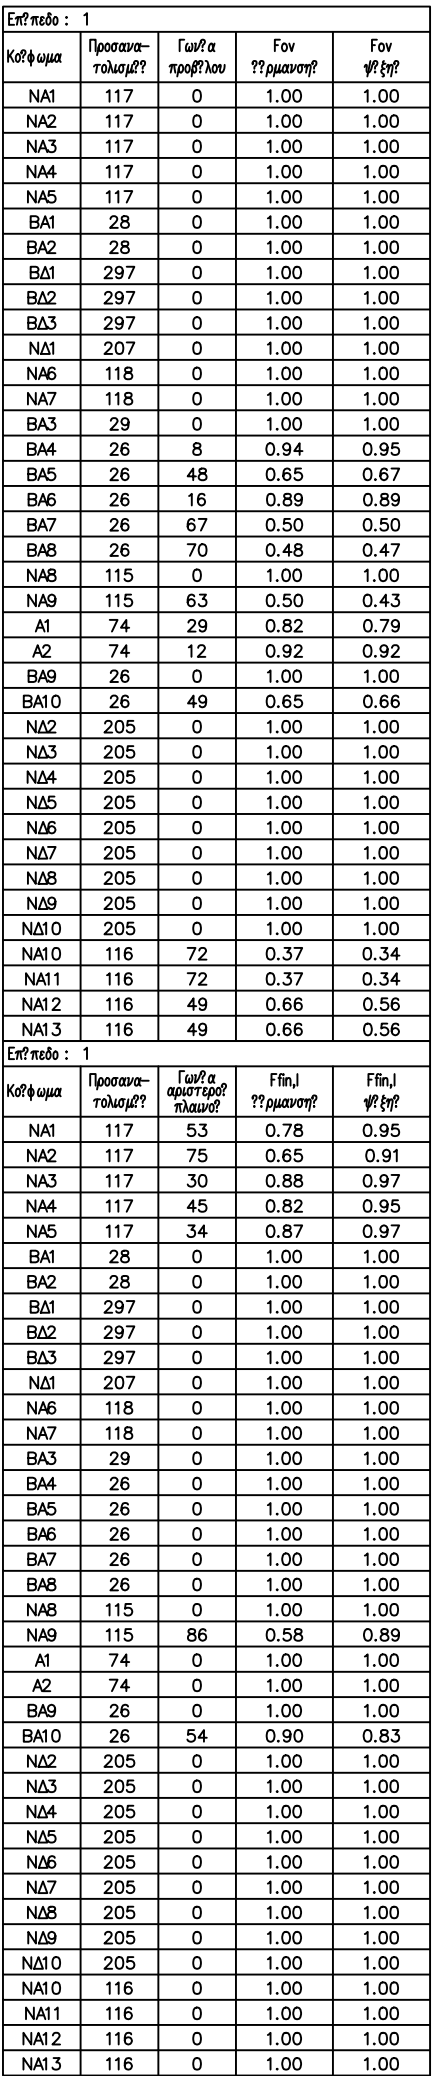 Επ?πεδο : 1
Κο?φωμα Προσανα–τολισμ?? Γων?α προβ?λου Fov ??ρμανση? Fov ψ?ξη?
ΝΑ1 117 0 1.00 1.00
ΝΑ2 117 0 1.00 1.00
ΝΑ3 117 0 1.00 1.00
ΝΑ4 117 0 1.00 1.00
ΝΑ5 117 0 1.00 1.00
ΒΑ1 28 0 1.00 1.00
ΒΑ2 28 0 1.00 1.00
ΒΔ1 297 0 1.00 1.00
ΒΔ2 297 0 1.00 1.00
ΒΔ3 297 0 1.00 1.00
ΝΔ1 207 0 1.00 1.00
ΝΑ6 118 0 1.00 1.00
ΝΑ7 118 0 1.00 1.00
ΒΑ3 29 0 1.00 1.00
ΒΑ4 26 8 0.94 0.95
ΒΑ5 26 48 0.65 0.67
ΒΑ6 26 16 0.89 0.89
ΒΑ7 26 67 0.50 0.50
ΒΑ8 26 70 0.48 0.47
ΝΑ8 115 0 1.00 1.00
ΝΑ9 115 63 0.50 0.43
Α1 74 29 0.82 0.79
Α2 74 12 0.92 0.92
ΒΑ9 26 0 1.00 1.00
ΒΑ10 26 49 0.65 0.66
ΝΔ2 205 0 1.00 1.00
ΝΔ3 205 0 1.00 1.00
ΝΔ4 205 0 1.00 1.00
ΝΔ5 205 0 1.00 1.00
ΝΔ6 205 0 1.00 1.00
ΝΔ7 205 0 1.00 1.00
ΝΔ8 205 0 1.00 1.00
ΝΔ9 205 0 1.00 1.00
ΝΔ10 205 0 1.00 1.00
ΝΑ10 116 72 0.37 0.34
ΝΑ11 116 72 0.37 0.34
ΝΑ12 116 49 0.66 0.56
ΝΑ13 116 49 0.66 0.56
Επ?πεδο : 1
Κο?φωμα Προσανα–τολισμ?? Γων?α αριστερο? πλαινο? Ffin,l ??ρμανση? Ffin,l ψ?ξη?
ΝΑ1 117 53 0.78 0.95
ΝΑ2 117 75 0.65 0.91
ΝΑ3 117 30 0.88 0.97
ΝΑ4 117 45 0.82 0.95
ΝΑ5 117 34 0.87 0.97
ΒΑ1 28 0 1.00 1.00
ΒΑ2 28 0 1.00 1.00
ΒΔ1 297 0 1.00 1.00
ΒΔ2 297 0 1.00 1.00
ΒΔ3 297 0 1.00 1.00
ΝΔ1 207 0 1.00 1.00
ΝΑ6 118 0 1.00 1.00
ΝΑ7 118 0 1.00 1.00
ΒΑ3 29 0 1.00 1.00
ΒΑ4 26 0 1.00 1.00
ΒΑ5 26 0 1.00 1.00
ΒΑ6 26 0 1.00 1.00
ΒΑ7 26 0 1.00 1.00
ΒΑ8 26 0 1.00 1.00
ΝΑ8 115 0 1.00 1.00
ΝΑ9 115 86 0.58 0.89
Α1 74 0 1.00 1.00
Α2 74 0 1.00 1.00
ΒΑ9 26 0 1.00 1.00
ΒΑ10 26 54 0.90 0.83
ΝΔ2 205 0 1.00 1.00
ΝΔ3 205 0 1.00 1.00
ΝΔ4 205 0 1.00 1.00
ΝΔ5 205 0 1.00 1.00
ΝΔ6 205 0 1.00 1.00
ΝΔ7 205 0 1.00 1.00
ΝΔ8 205 0 1.00 1.00
ΝΔ9 205 0 1.00 1.00
ΝΔ10 205 0 1.00 1.00
ΝΑ10 116 0 1.00 1.00
ΝΑ11 116 0 1.00 1.00
ΝΑ12 116 0 1.00 1.00
ΝΑ13 116 0 1.00 1.00